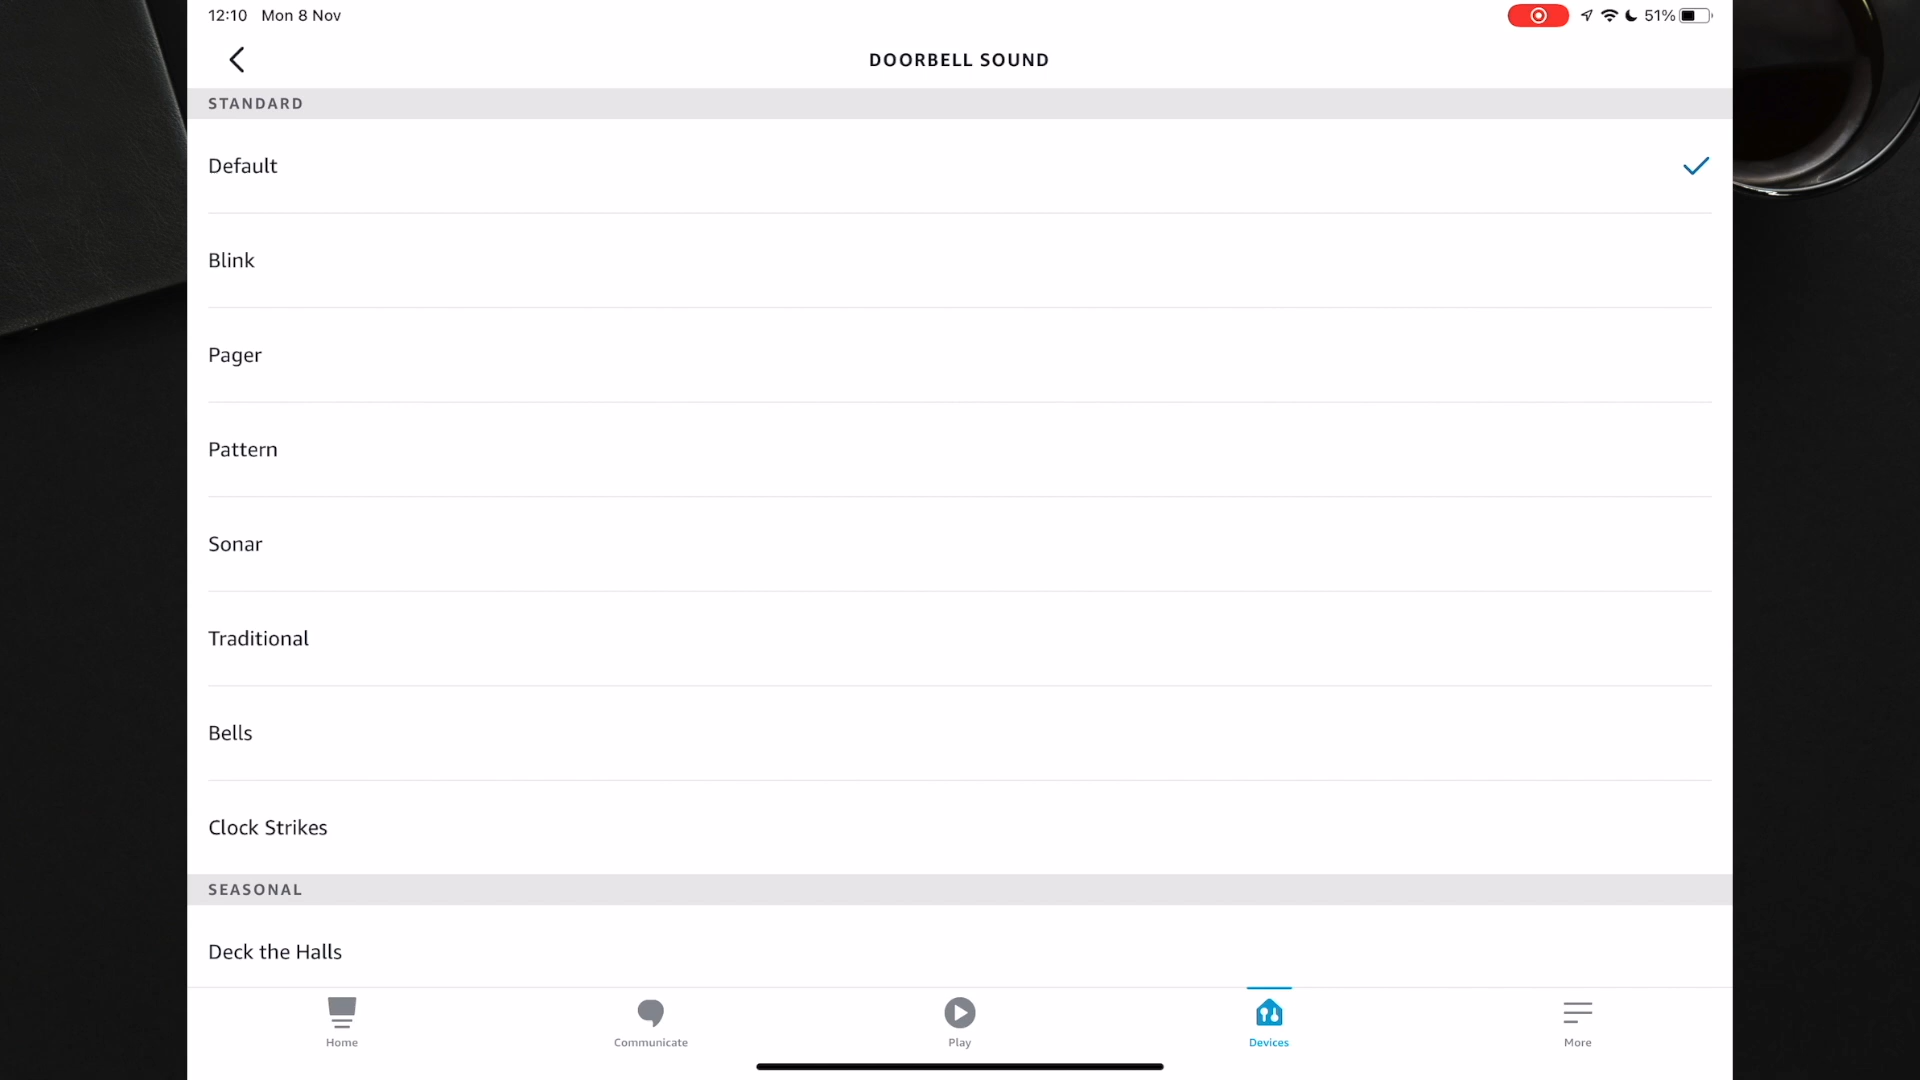 12:10 Mon 8 Nov 51%
DOORBELL SOUND
STANDARD
Default
Blink
Pager
Pattern
Sonar
Traditional
Bells
Clock Strikes
SEASONAL
Deck the Halls
Home Communicate Play Devices More